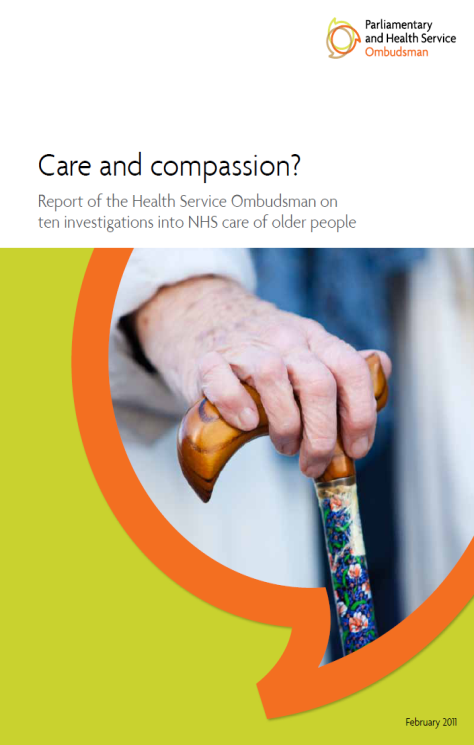 Parliamentary
and Health Service
Ombudsman
Care and compassion?
Report of the Health Service Ombudsman on
ten investigations into NHS care of older people
February 2011